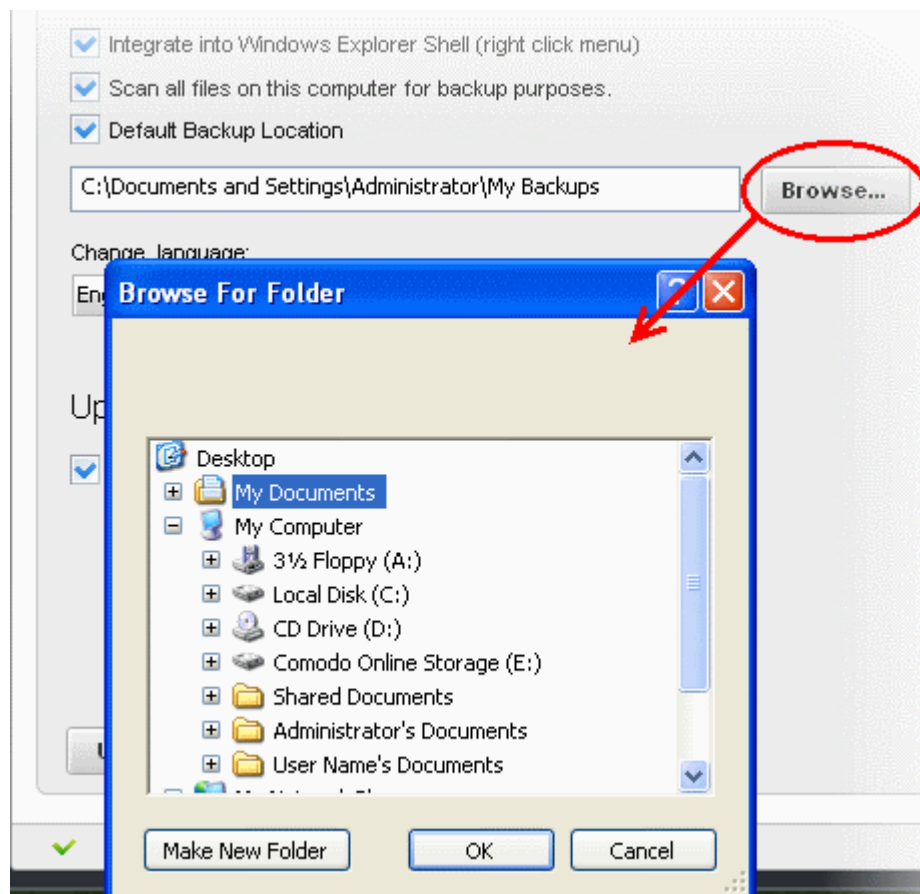 Integrate into Windows Explorer Shell (right click menu)
Scan all files on this computer for backup purposes.
Default Backup Location
C:\Documents and Settings\Administrator\My Backups
Browse...
Change language:
Browse For Folder
Desktop
My Documents
My Computer
3½ Floppy (A:)
Local Disk (C:)
CD Drive (D:)
Comodo Online Storage (E:)
Shared Documents
Administrator's Documents
User Name's Documents
Make New Folder OK Cancel